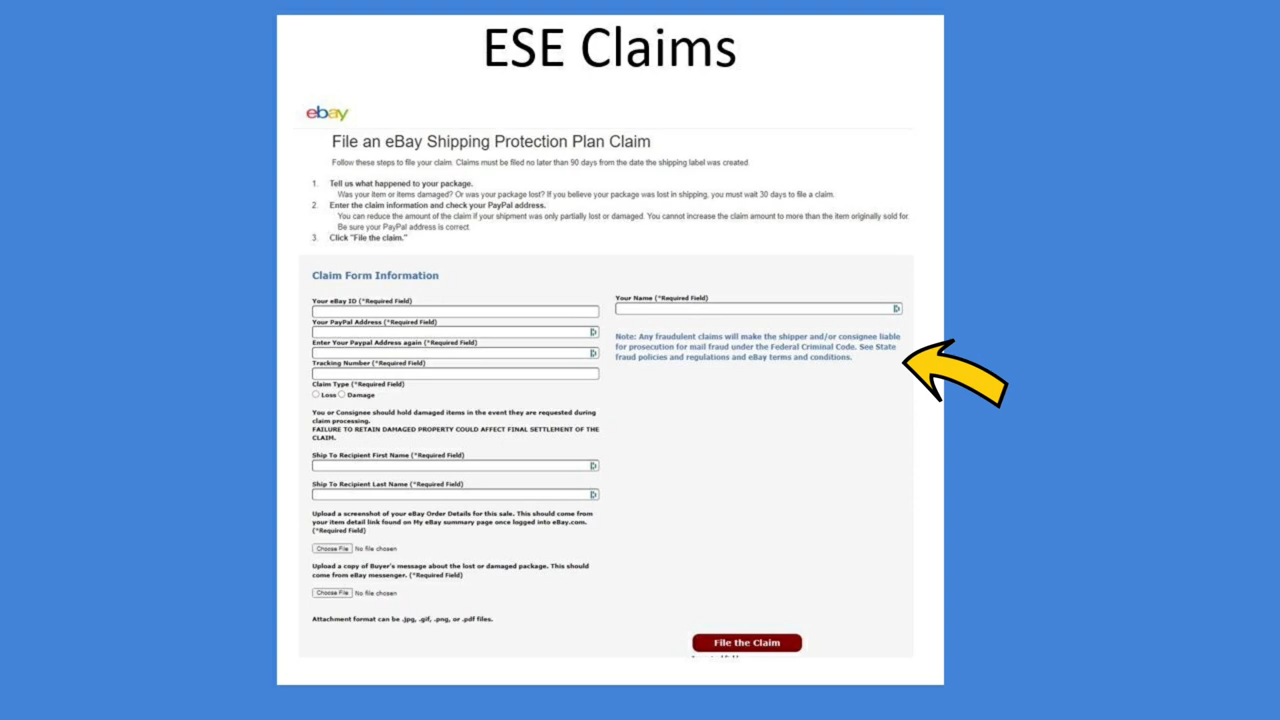 ESE Claims
ebay
File an eBay Shipping Protection Plan Claim
Follow these steps to file your claim. Claims must be filed no later than 90 days from the date the shipping label was created.
1. Tell us what happened to your package.
Was your item or items damaged? Or was your package lost? If you believe your package was lost in shipping, you must wait 30 days to file a claim.
2. Enter the claim information and check your PayPal address.
You can reduce the amount of the claim if your shipment was only partially lost or damaged. You cannot increase the claim amount to more than the item originally sold for.
Be sure your PayPal address is correct.
3. Click "File the claim."
Claim Form Information
Your eBay ID (*Required Field)
Your PayPal Address (*Required Field)
Enter Your Paypal Address again (*Required Field)
Tracking Number (*Required Field)
Claim Type (*Required Field)
Loss Damage
You or Consignee should hold damaged items in the event they are requested during
claim processing.
FAILURE TO RETAIN DAMAGED PROPERTY COULD AFFECT FINAL SETTLEMENT OF THE
CLAIM.
Ship To Recipient First Name (*Required Field)
Ship To Recipient Last Name (*Required Field)
Upload a screenshot of your eBay Order Details for this sale. This should come from
your item detail link found on My eBay summary page once logged into eBay.com.
(*Required Field)
Choose File No file chosen
Upload a copy of Buyer's message about the lost or damaged package. This should
come from eBay messenger. (*Required Field)
Choose File No file chosen
Attachment format can be .jpg, .gif, .png, or .pdf files.
Your Name (*Required Field)
Note: Any fraudulent claims will make the shipper and/or consignee liable
for prosecution for mail fraud under the Federal Criminal Code. See State
fraud policies and regulations and eBay terms and conditions.
File the Claim